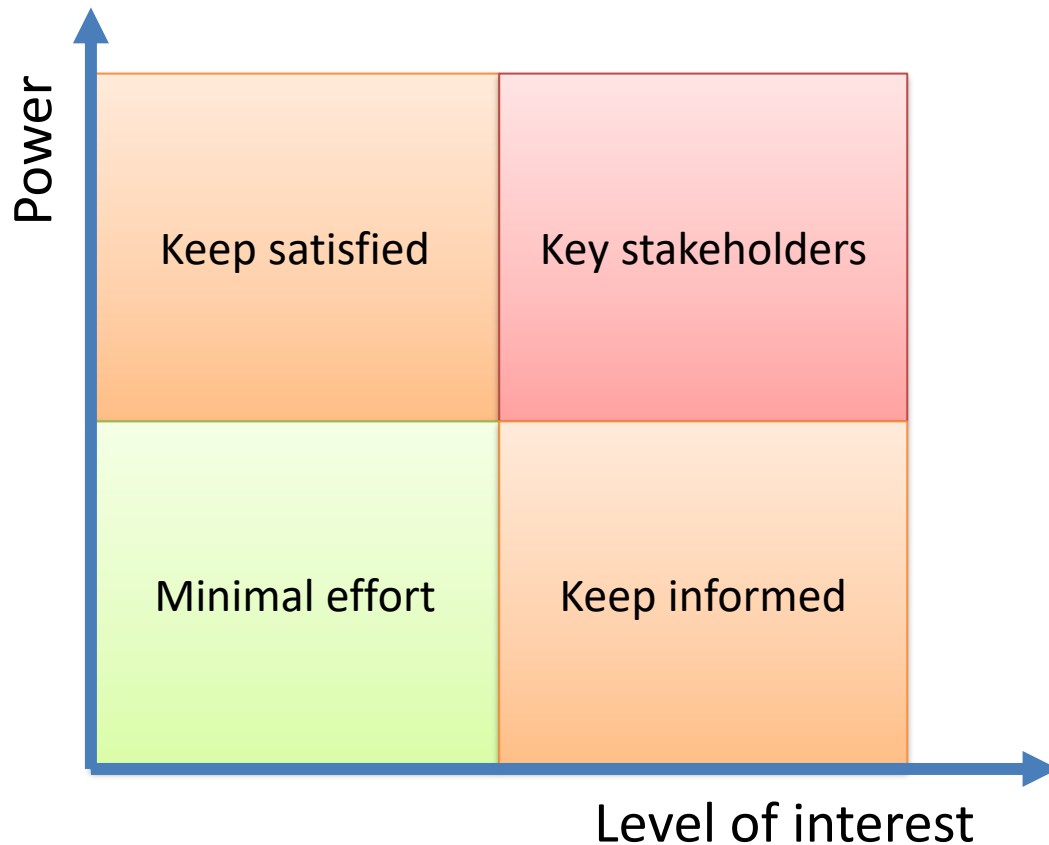 Power
Keep satisfied
Key stakeholders
Minimal effort
Keep informed
Level of interest